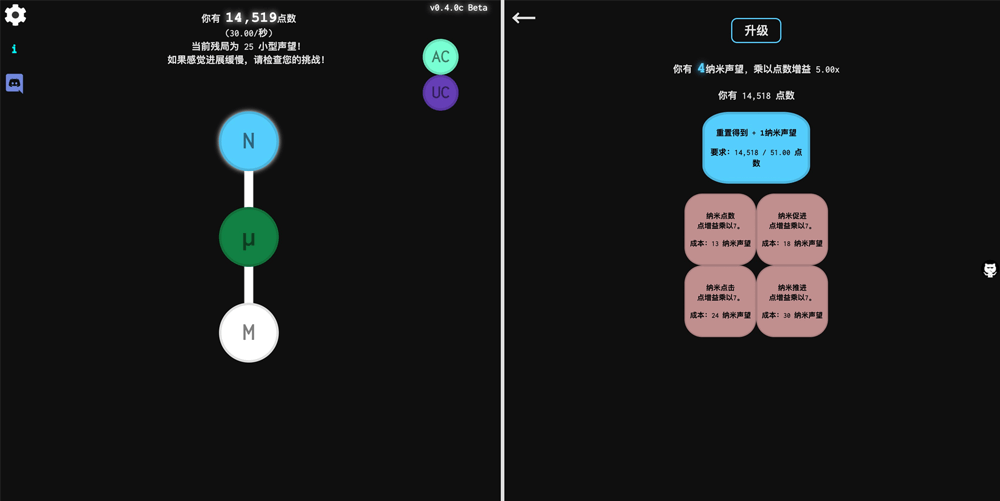 v0.4.0c Beta
你有 14,519点数
(30.00/秒)
当前残局为 25 小型声望!
如果感觉进展缓慢, 请检查您的挑战!
i
AC
UC
N
μ
M
升级
你有 4纳米声望, 乘以点数增益 5.00x
你有 14,518 点数
重置得到 + 1纳米声望
要求: 14,518 / 51.00 点
数
纳米点数
点增益乘以?。
成本: 13 纳米声望
纳米促进
点增益乘以?。
成本: 18 纳米声望
纳米点击
点增益乘以?。
成本: 24 纳米声望
纳米推进
点增益乘以?。
成本: 30 纳米声望